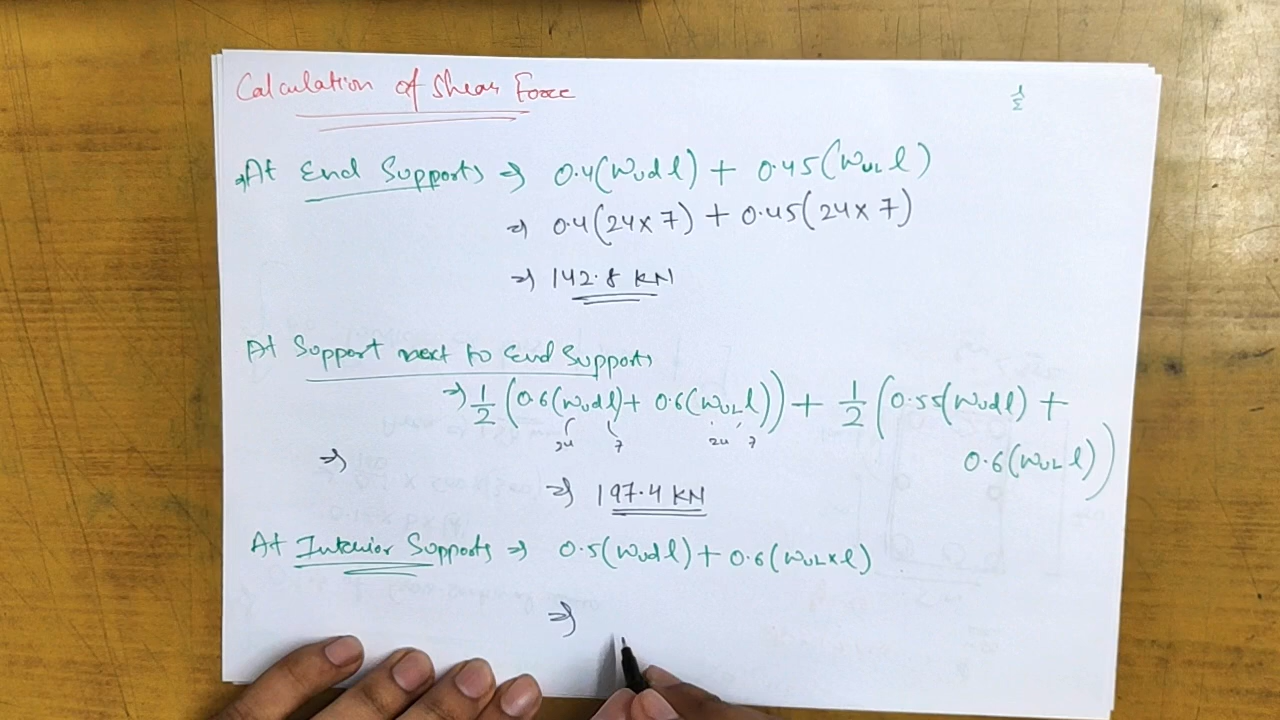 Calculation of Shear Force
At End Supports ⇒ 0.4(Wudl) + 0.45(WuLl)
⇒ 0.4(24×7) + 0.45(24×7)
⇒ 142.8 KN
At Support next to End Supports
⇒ 1/2 (0.6(Wudl) + 0.6(WuLl)) + 1/2 (0.55(Wudl) +
24 7 24 7
0.6(WuLl))
⇒
⇒ 197.4 KN
At Interior Supports ⇒ 0.5(Wudl) + 0.6(WuL×l)
⇒